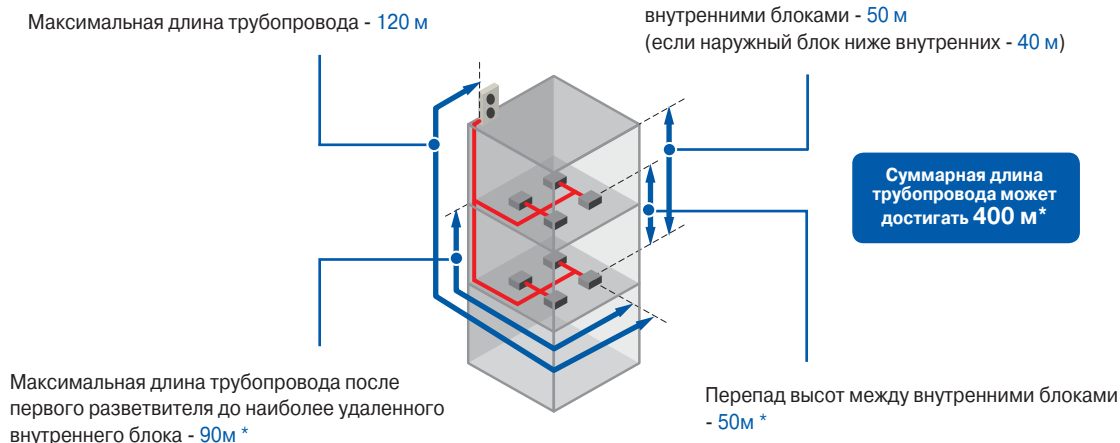 Максимальная длина трубопровода - 120 м
внутренними блоками - 50 м
(если наружный блок ниже внутренних - 40 м)
Суммарная длина
трубопровода может
достигать 400 м*
Максимальная длина трубопровода после
первого разветвителя до наиболее удаленного
внутреннего блока - 90м *
Перепад высот между внутренними блоками
- 50м *